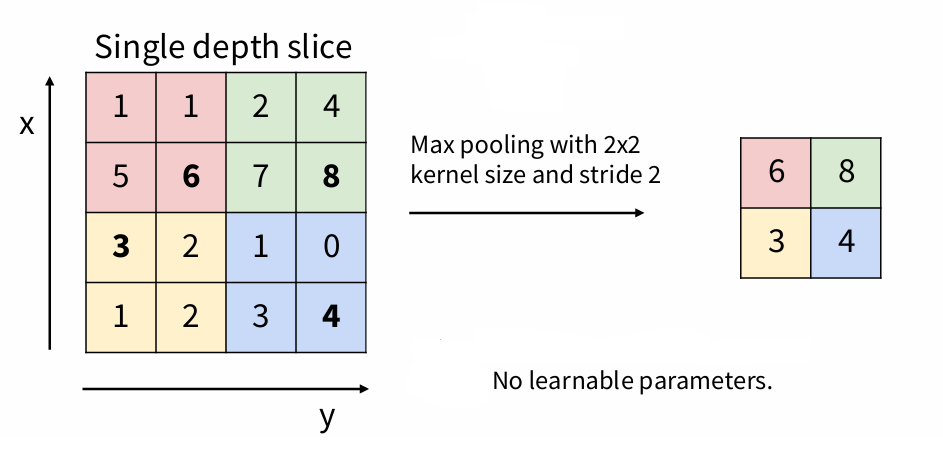 Single depth slice
x
1 1 2 4
5 6 7 8
3 2 1 0
1 2 3 4
y
Max pooling with 2x2
kernel size and stride 2
6 8
3 4
No learnable parameters.